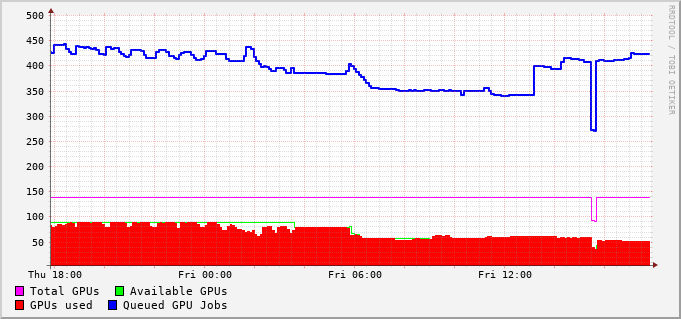 500
450
400
350
300
250
200
150
100
50
Thu 18:00 Fri 00:00 Fri 06:00 Fri 12:00
Total GPUs Available GPUs
GPUs used Queued GPU Jobs
RRDTOOL / TOBI OETIKER